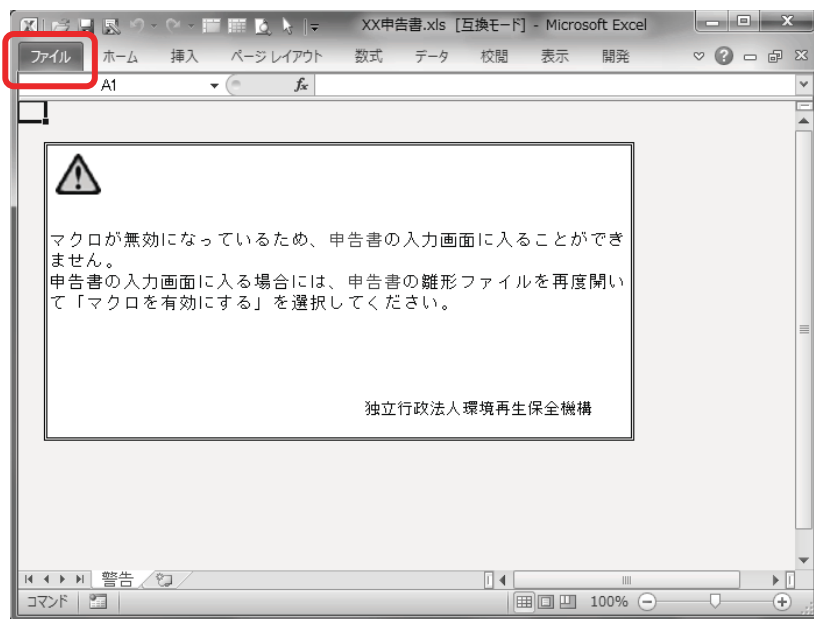 XX申告書.xls [互換モード] - Microsoft Excel
ファイル ホーム 挿入 ページ レイアウト 数式 データ 校閲 表示 開発
A1 fx
マクロが無効になっているため、申告書の入力画面に入ることができ
ません。
申告書の入力画面に入る場合には、申告書の雛形ファイルを再度開い
て「マクロを有効にする」を選択してください。
独立行政法人環境再生保全機構
警告
コマンド 100%